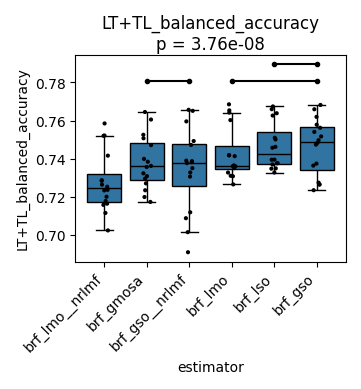 LT+TL_balanced_accuracy
p = 3.76e-08
LT+TL_balanced_accuracy
0.78
0.76
0.74
0.72
0.70
brf_lmo__nrlmf
brf_gmosa
brf_gso__nrlmf
brf_lmo
brf_lso
brf_gso
estimator